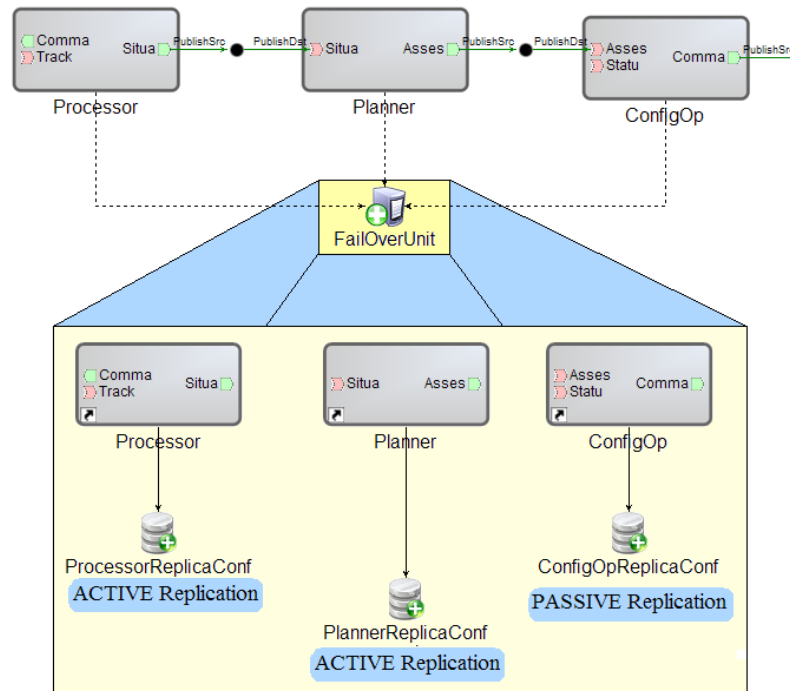 Comma
Track
Situa
PublishSrc
PublishDst
Situa
Asses
PublishSrc
PublishDst
Asses
Statu
Comma
PublishSrc
Processor
Planner
ConfigOp
FailOverUnit
Comma
Track
Situa
Situa
Asses
Asses
Statu
Comma
Processor
Planner
ConfigOp
ProcessorReplicaConf
ConfigOpReplicaConf
ACTIVE Replication
PASSIVE Replication
PlannerReplicaConf
ACTIVE Replication